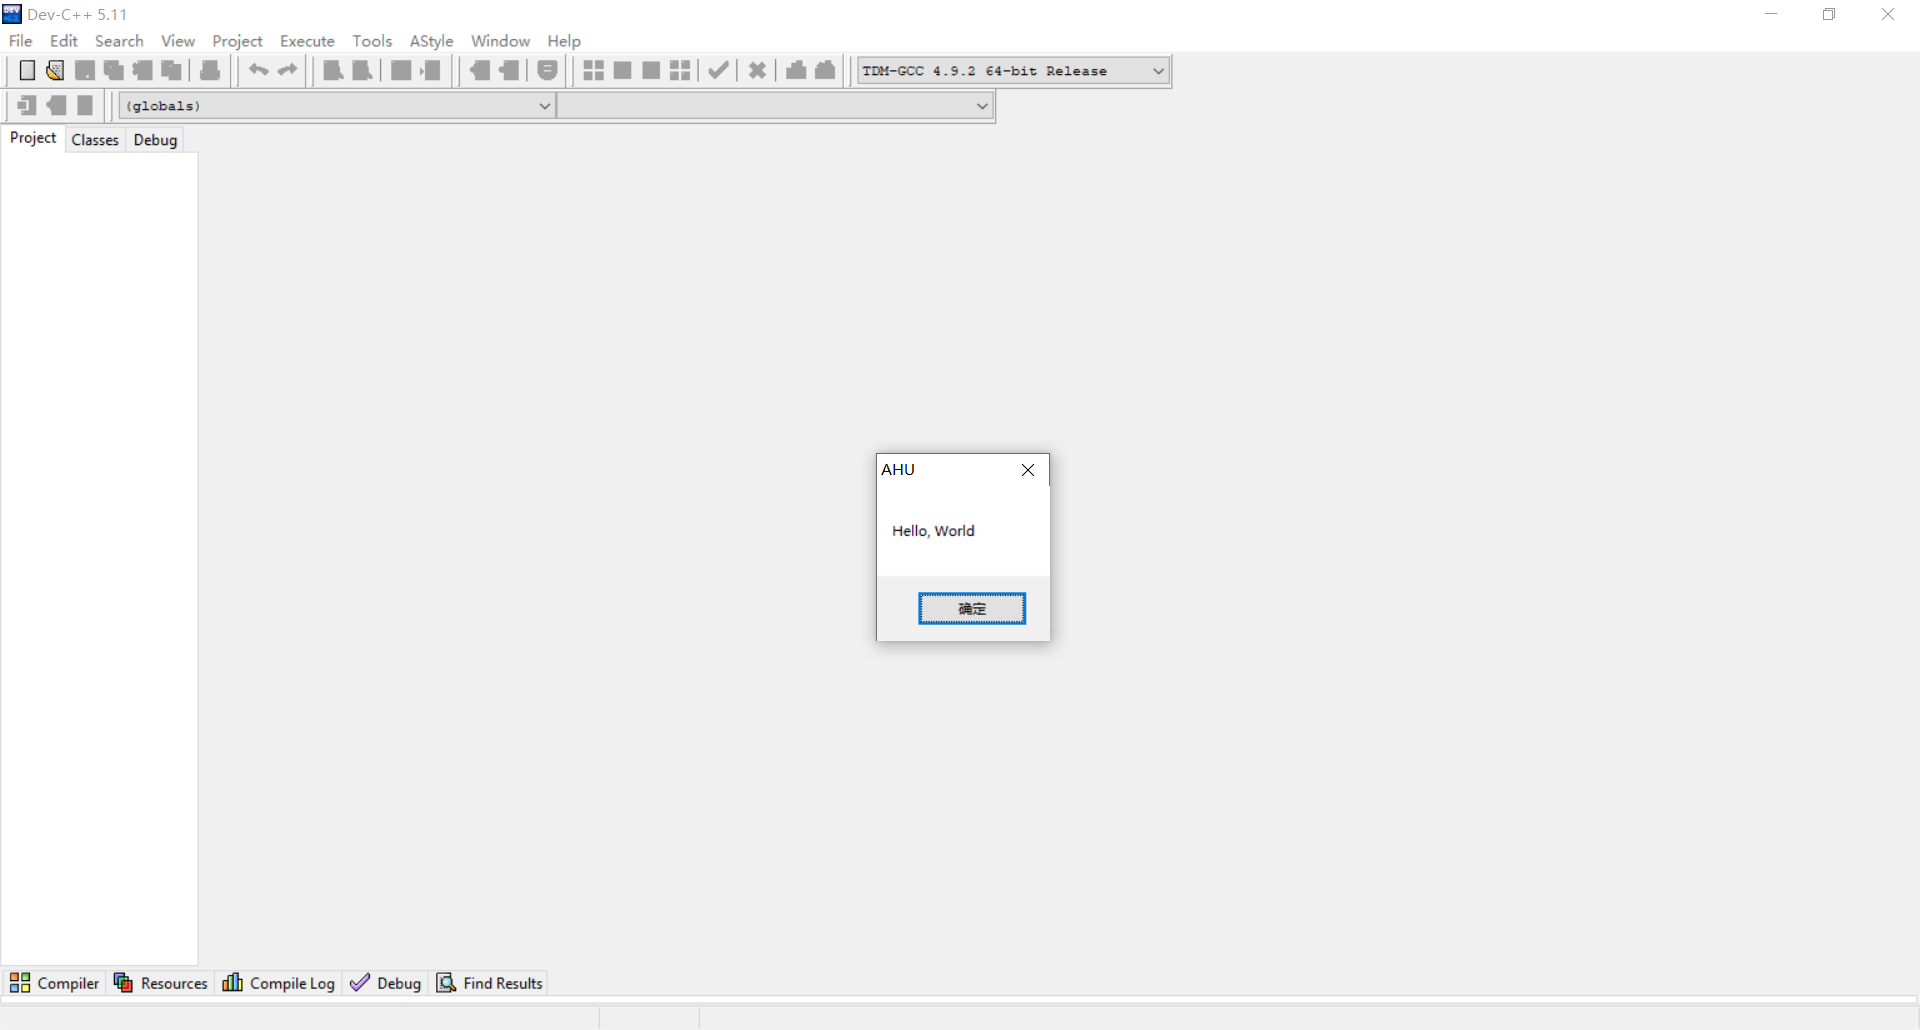 Dev-C++ 5.11
File Edit Search View Project Execute Tools AStyle Window Help
TDM-GCC 4.9.2 64-bit Release
(globals)
Project Classes Debug
AHU
Hello, World
确定
Compiler Resources Compile Log Debug Find Results